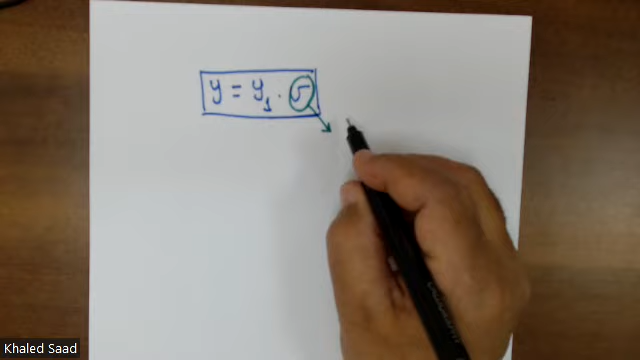 y = y₁ · v
Khaled Saad